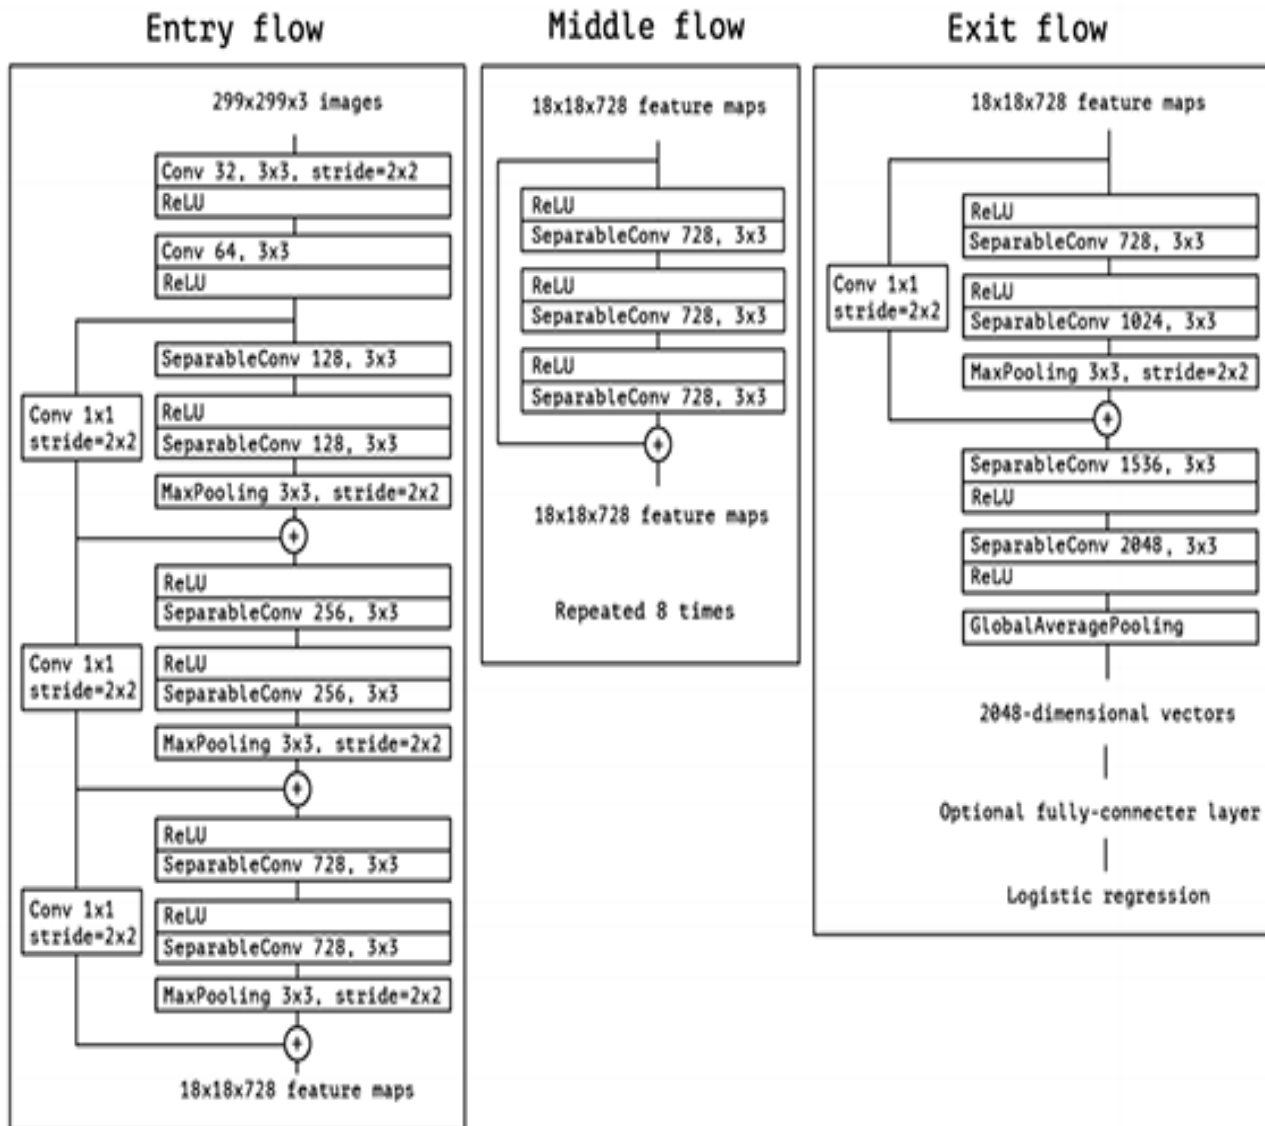 Entry flow
299x299x3 images
Conv 32, 3x3, stride=2x2
ReLU
Conv 64, 3x3
ReLU
SeparableConv 128, 3x3
Conv 1x1
stride=2x2
ReLU
SeparableConv 128, 3x3
MaxPooling 3x3, stride=2x2
+
ReLU
SeparableConv 256, 3x3
Conv 1x1
stride=2x2
ReLU
SeparableConv 256, 3x3
MaxPooling 3x3, stride=2x2
+
ReLU
SeparableConv 728, 3x3
Conv 1x1
stride=2x2
ReLU
SeparableConv 728, 3x3
MaxPooling 3x3, stride=2x2
+
18x18x728 feature maps
Middle flow
18x18x728 feature maps
ReLU
SeparableConv 728, 3x3
ReLU
SeparableConv 728, 3x3
ReLU
SeparableConv 728, 3x3
+
18x18x728 feature maps
Repeated 8 times
Exit flow
18x18x728 feature maps
ReLU
SeparableConv 728, 3x3
Conv 1x1
stride=2x2
ReLU
SeparableConv 1024, 3x3
MaxPooling 3x3, stride=2x2
+
SeparableConv 1536, 3x3
ReLU
SeparableConv 2048, 3x3
ReLU
GlobalAveragePooling
2048-dimensional vectors
Optional fully-connecter layer
Logistic regression